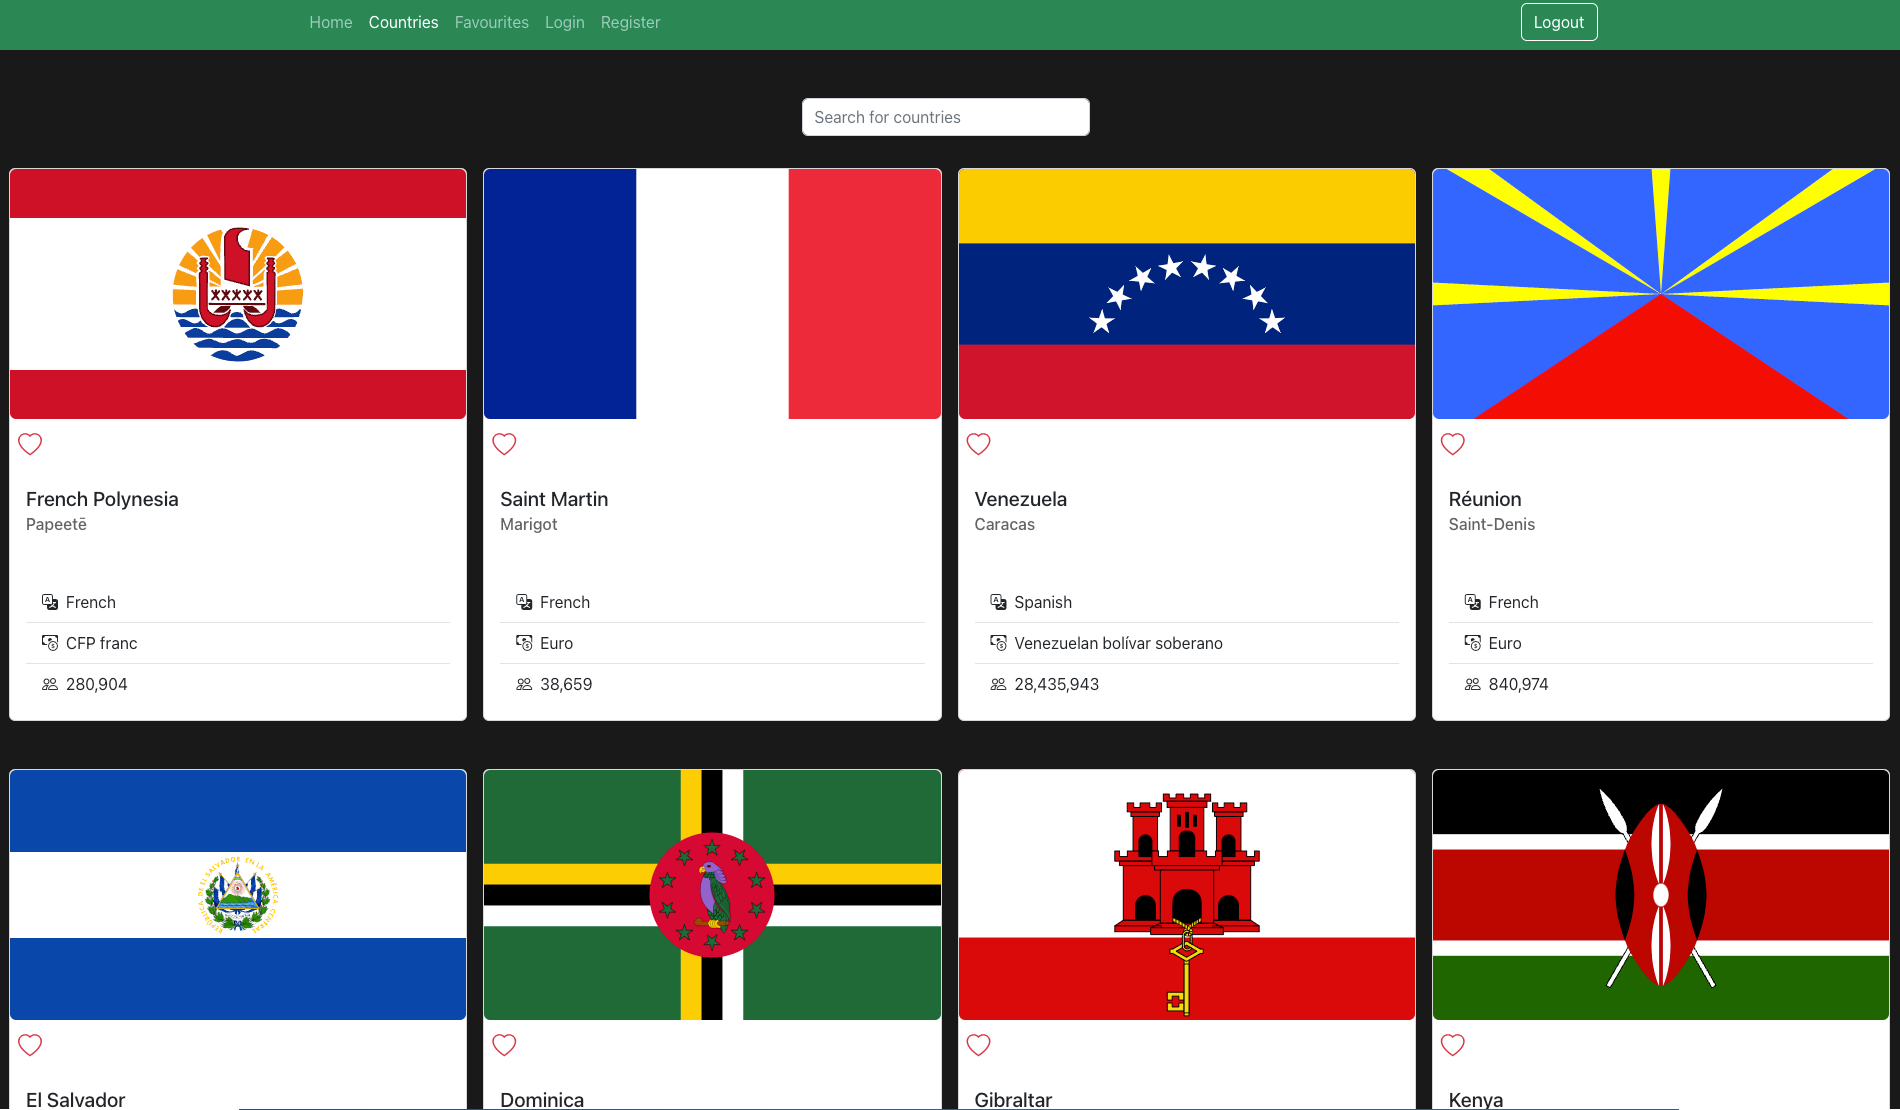 Home Countries Favourites Login Register Logout
Search for countries
French Polynesia
Papeetē
French
CFP franc
280,904
Saint Martin
Marigot
French
Euro
38,659
Venezuela
Caracas
Spanish
Venezuelan bolívar soberano
28,435,943
Réunion
Saint-Denis
French
Euro
840,974
El Salvador
Dominica
Gibraltar
Kenya